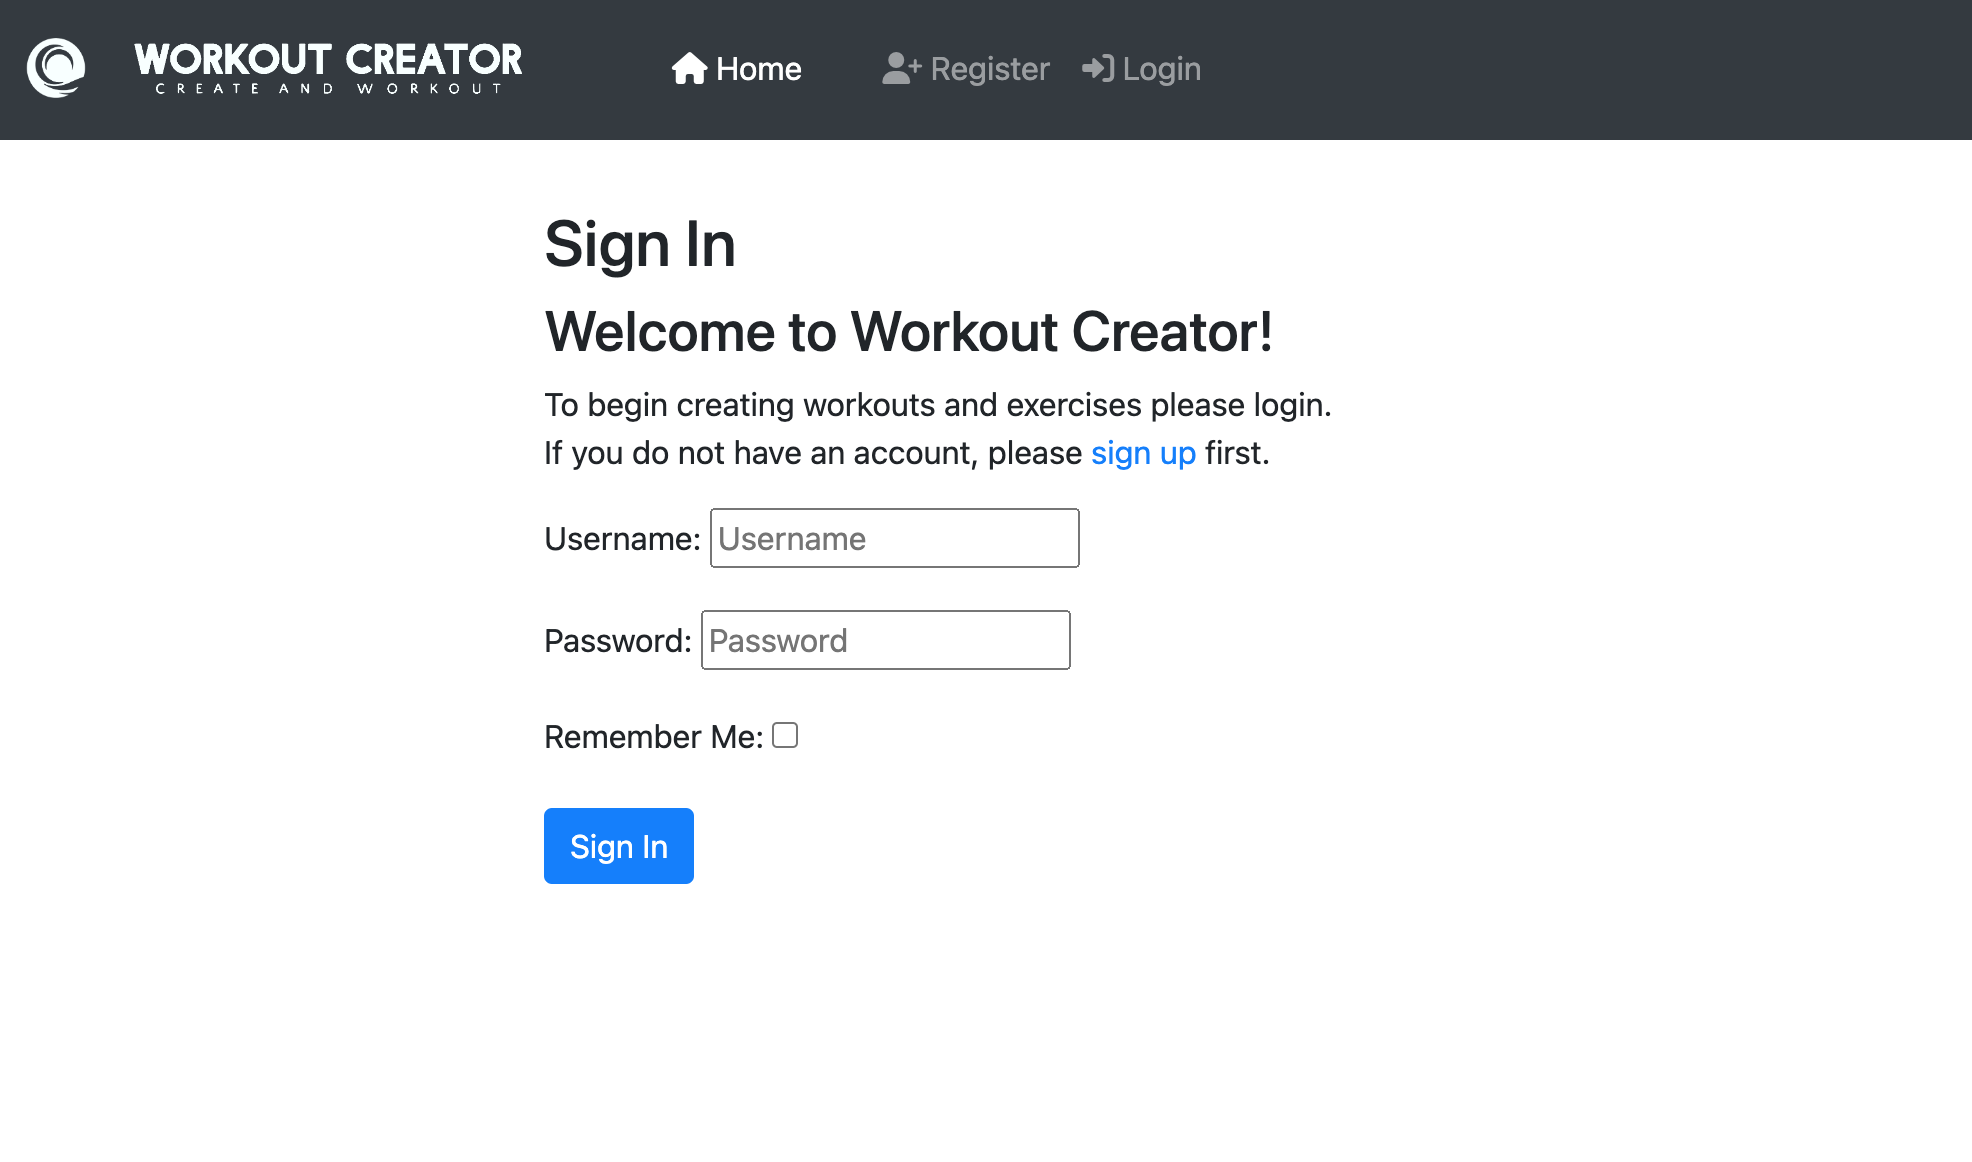 WORKOUT CREATOR
CREATE AND WORKOUT
Home
Register
Login
Sign In
Welcome to Workout Creator!
To begin creating workouts and exercises please login.
If you do not have an account, please sign up first.
Username: Username
Password: Password
Remember Me:
Sign In